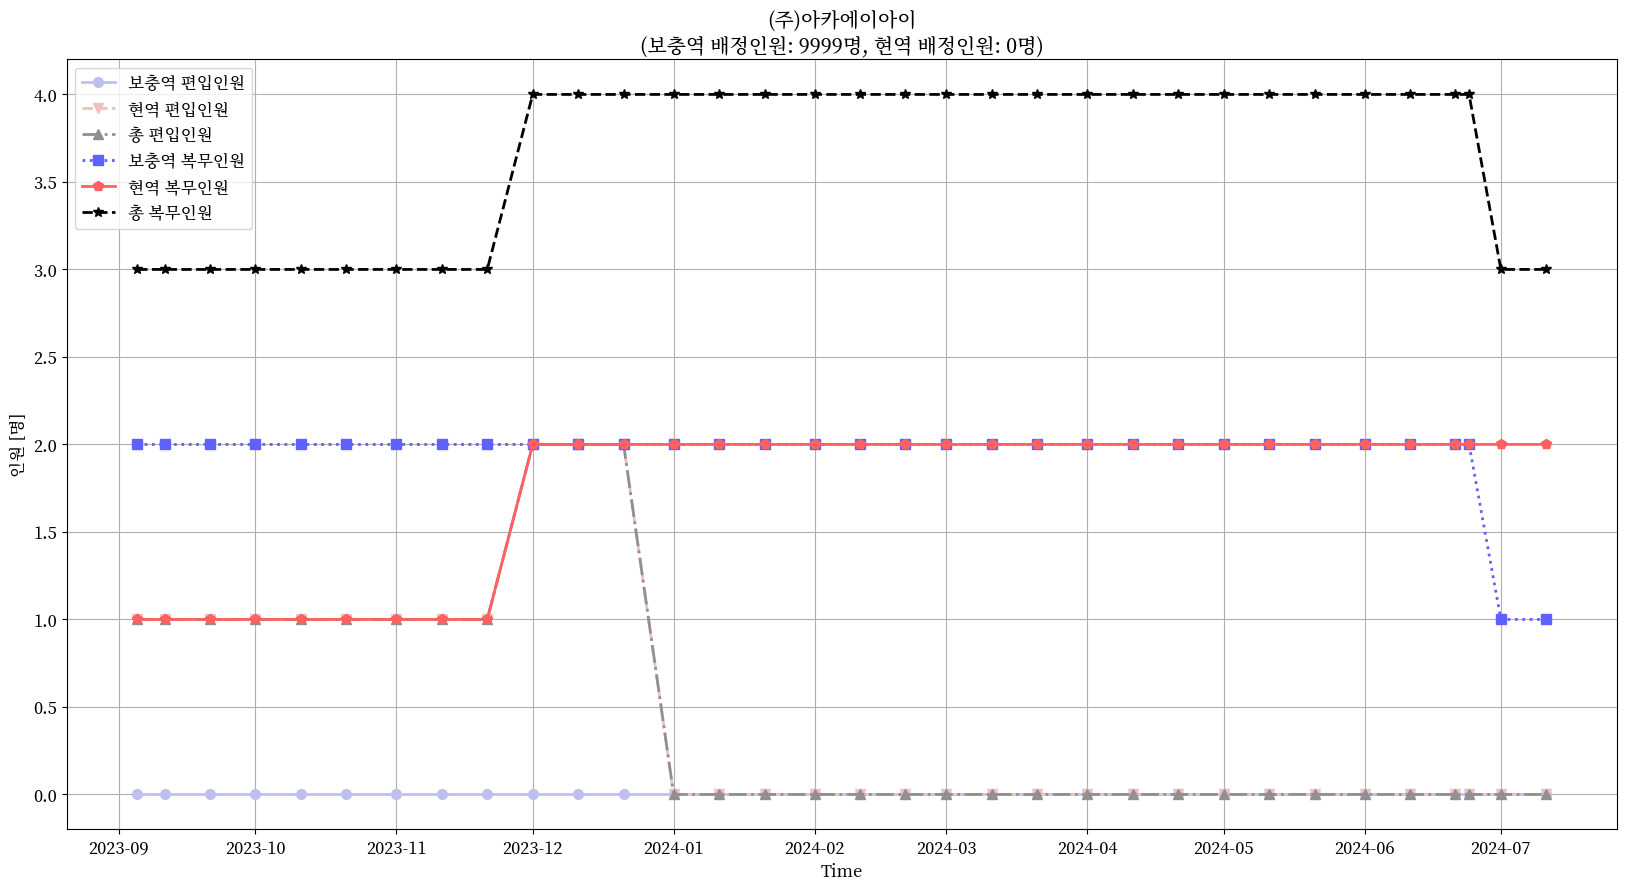 (주)아카에이아이
(보충역 배정인원: 9999명, 현역 배정인원: 0명)
보충역 편입인원
현역 편입인원
총 편입인원
보충역 복무인원
현역 복무인원
총 복무인원
인원 [명]
4.0
3.5
3.0
2.5
2.0
1.5
1.0
0.5
0.0
2023-09 2023-10 2023-11 2023-12 2024-01 2024-02 2024-03 2024-04 2024-05 2024-06 2024-07
Time